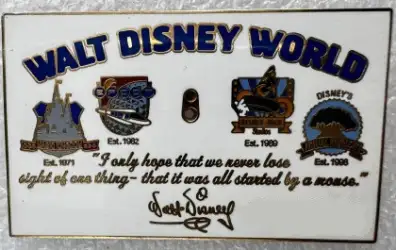 WALT DISNEY WORLD
DISNEY'S
Est. 1971
Est. 1982
Est. 1989
Est. 1998
"I only hope that we never lose
sight of one thing- that it was all started by a mouse."
Walt Disney